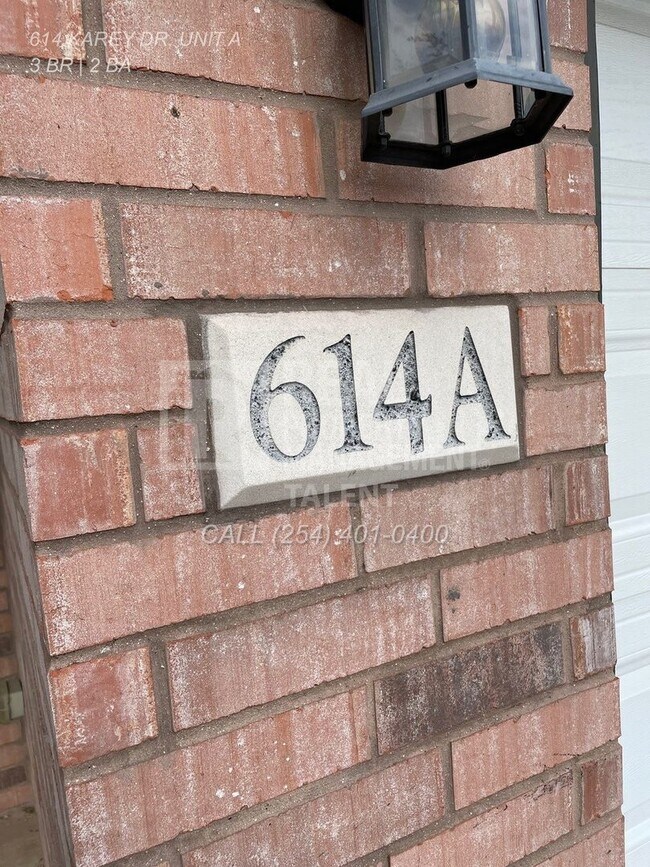 614 KAREY DR UNIT A
3 BR | 2 BA
614A
TALENT
CALL (254) 401-0400